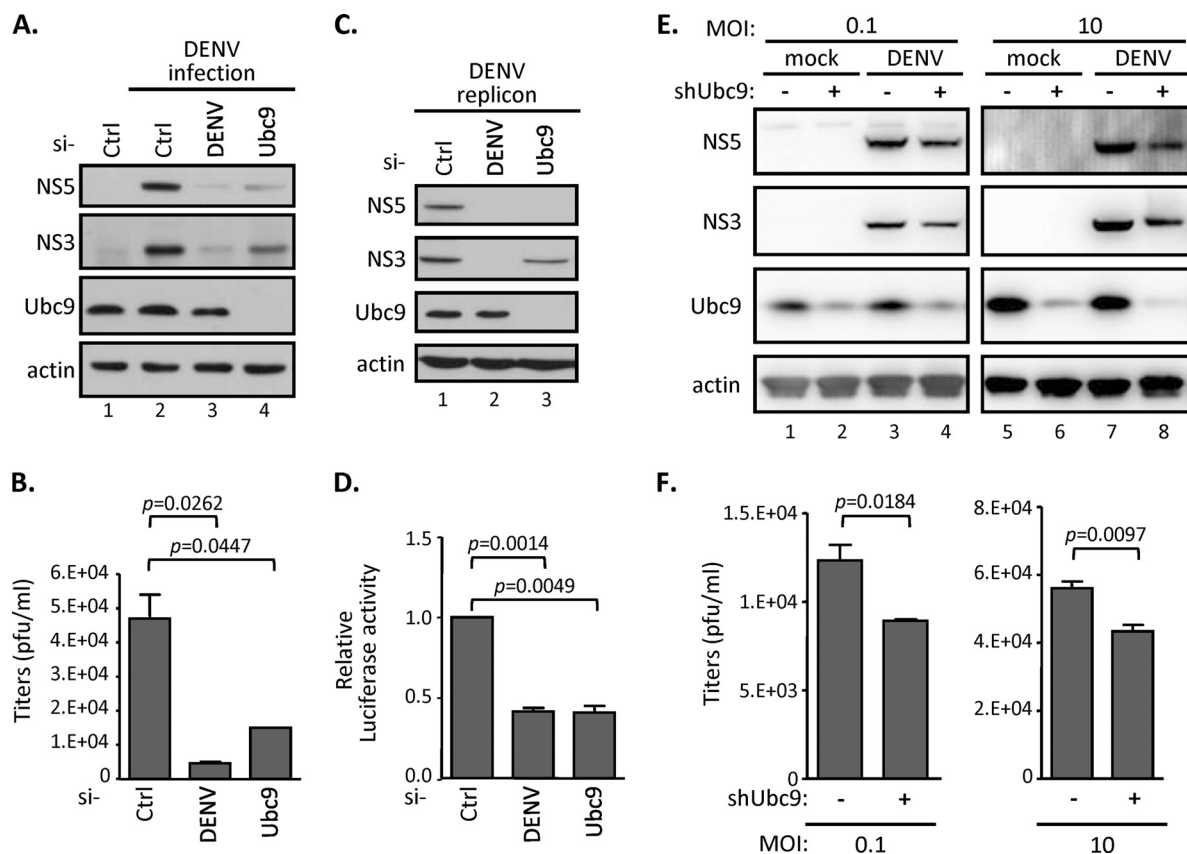 A.
DENV
infection
si- Ctrl Ctrl DENV Ubc9
NS5
NS3
Ubc9
actin
1 2 3 4
B.
p=0.0262
p=0.0447
Titers (pfu/ml)
6.E+04
5.E+04
4.E+04
3.E+04
2.E+04
1.E+04
0
si- Ctrl DENV Ubc9
C.
DENV
replicon
si- Ctrl DENV Ubc9
NS5
NS3
Ubc9
actin
1 2 3
D.
p=0.0014
p=0.0049
Relative
Luciferase activity
1.0
0.5
0.0
si- Ctrl DENV Ubc9
E.
MOI: 0.1 10
mock DENV mock DENV
shUbc9: - + - + - + - +
NS5
NS3
Ubc9
actin
1 2 3 4 5 6 7 8
F.
p=0.0184
Titers (pfu/ml)
1.5E+04
1.E+04
5.E+03
0
p=0.0097
8.E+04
6.E+04
4.E+04
2.E+04
0
shUbc9: - + - +
MOI: 0.1 10